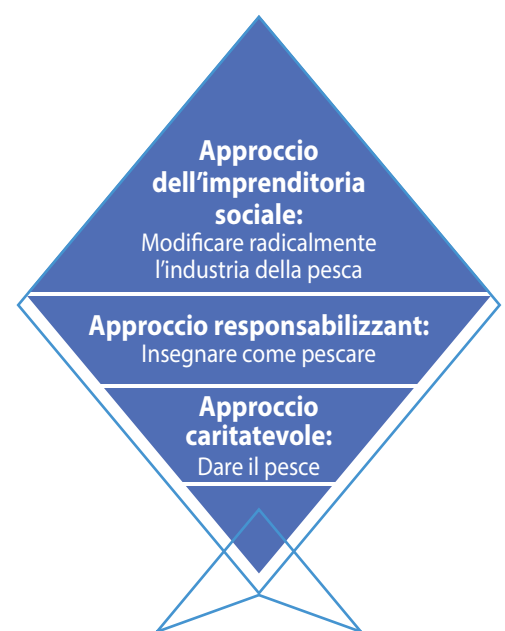 Approccio
dell’imprenditoria
sociale:
Modificare radicalmente
l’industria della pesca
Approccio responsabilizzant:
Insegnare come pescare
Approccio
caritatevole:
Dare il pesce